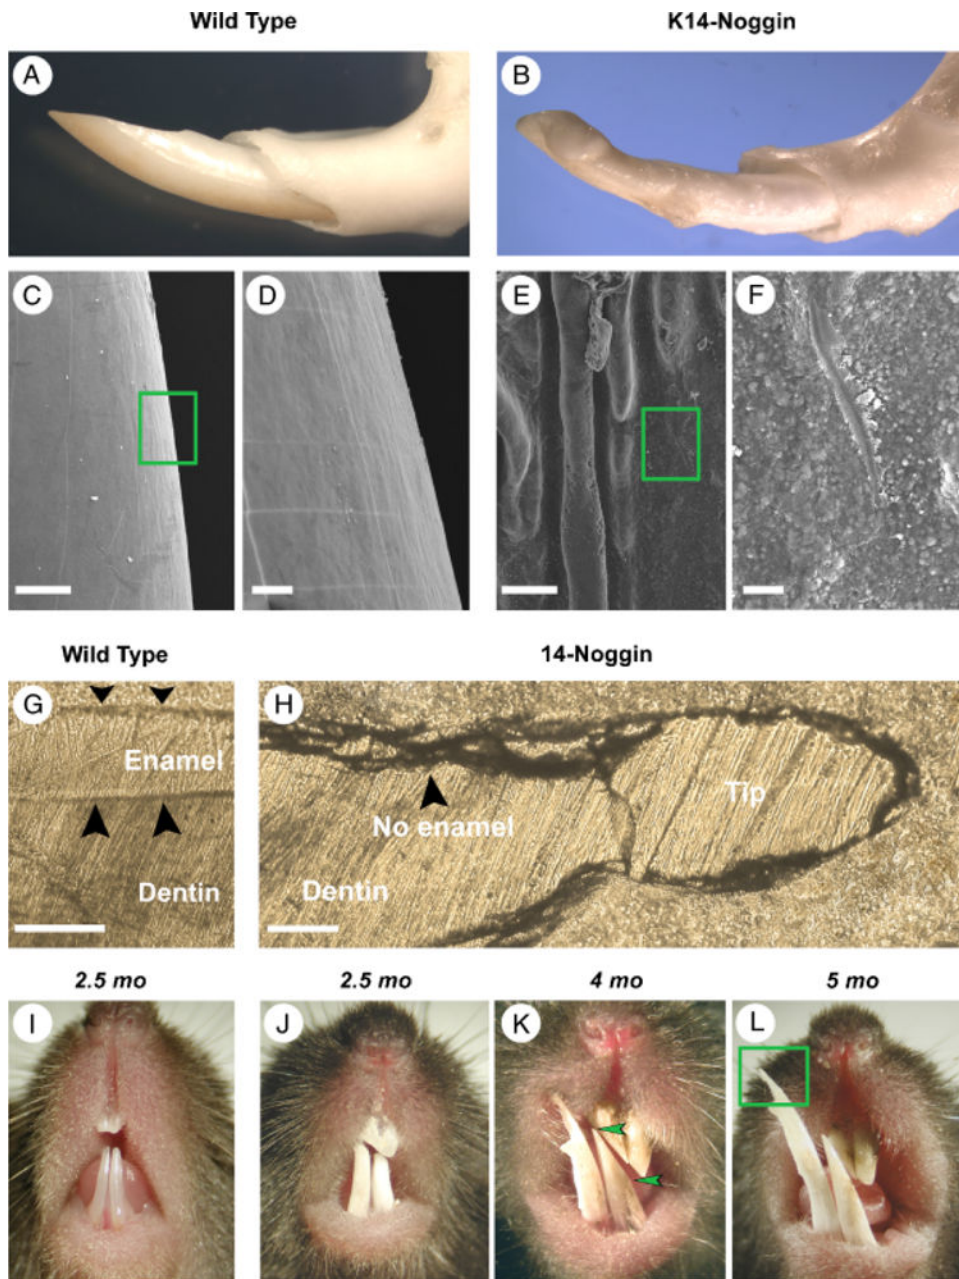 Wild Type K14-Noggin
A B
C D E F
Wild Type 14-Noggin
G H
Enamel
Tip
No enamel
Dentin Dentin
2.5 mo 2.5 mo 4 mo 5 mo
I J K L